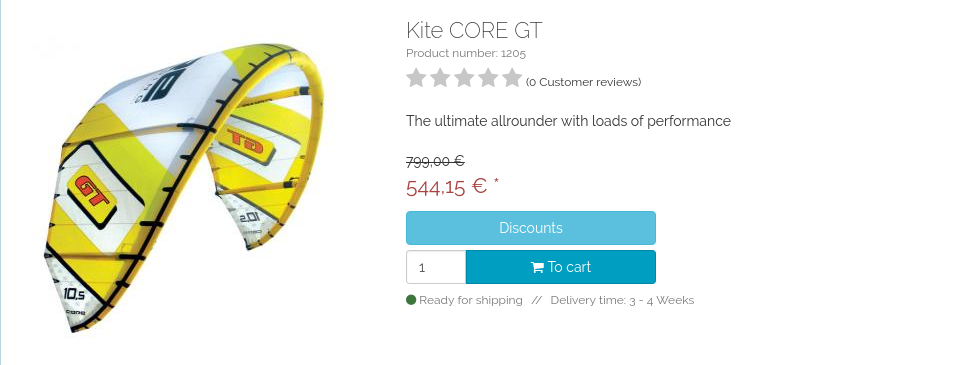 Kite CORE GT
Product number: 1205
(0 Customer reviews)
The ultimate allrounder with loads of performance
799,00 €
544,15 € *
Discounts
1
To cart
Ready for shipping // Delivery time: 3 - 4 Weeks
GT
GT
10,5